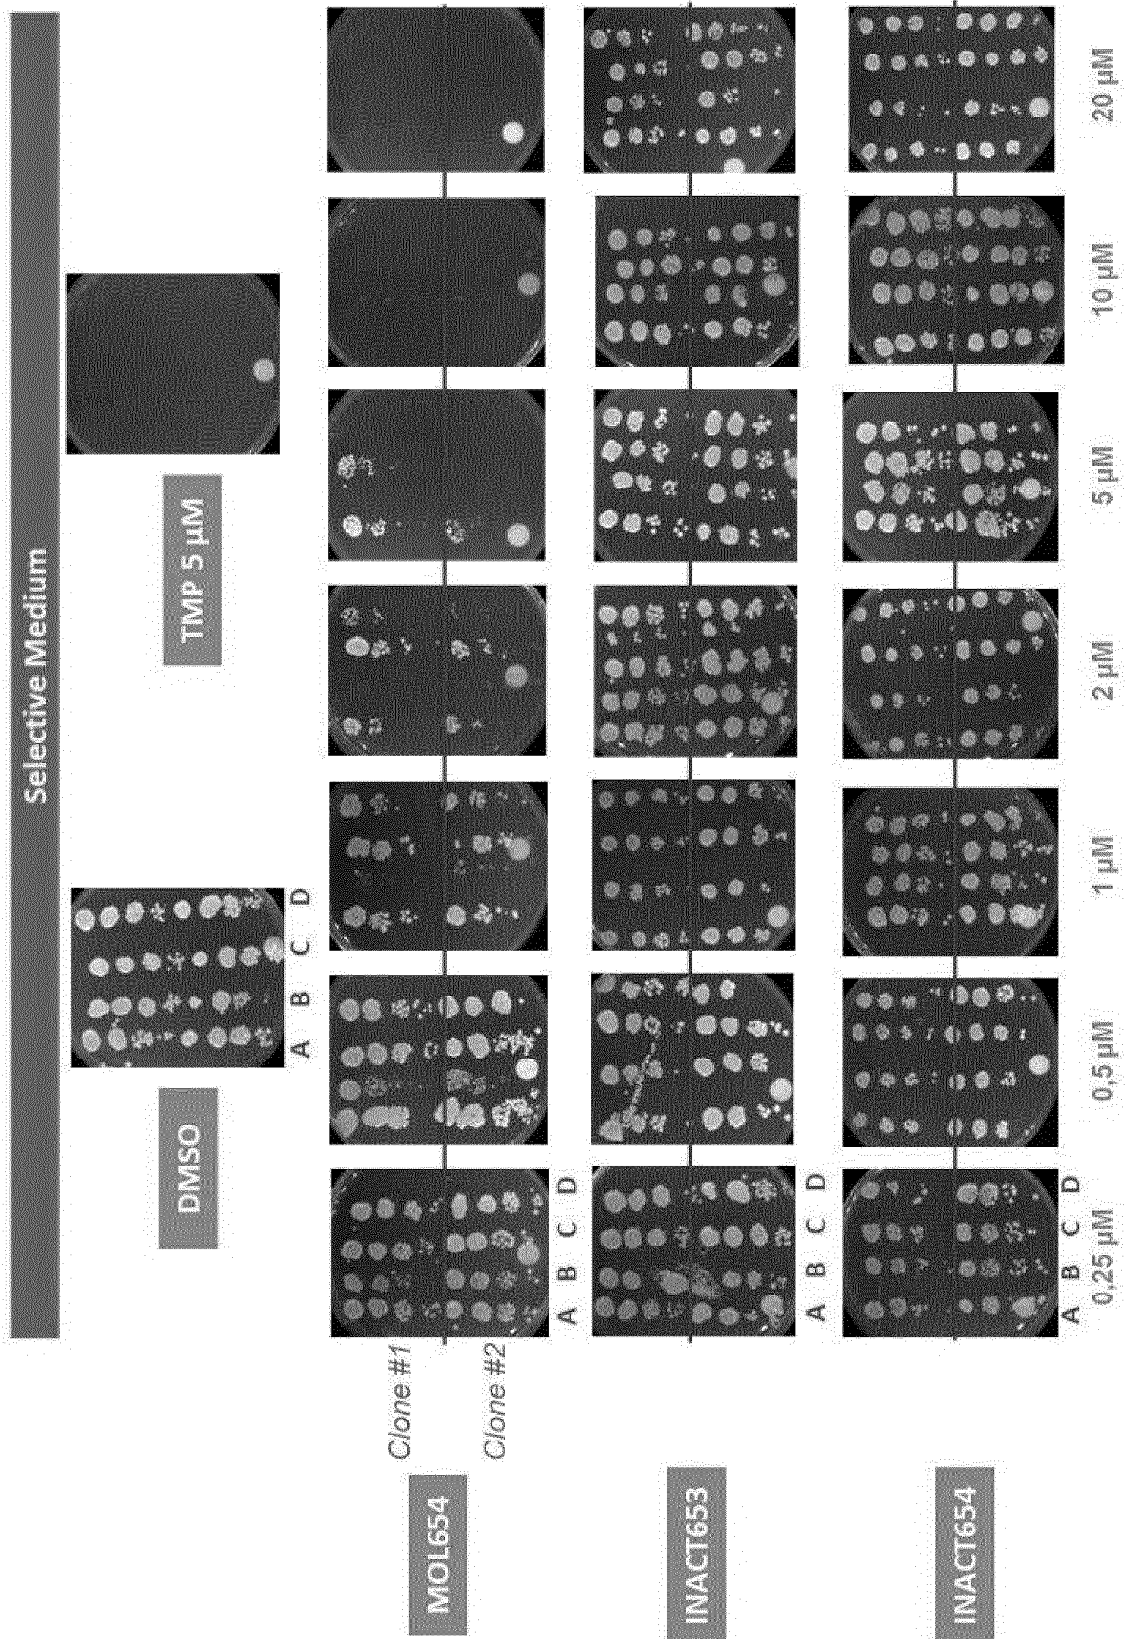 Selective Medium
DMSO
TMP 5 µM
A B C D
Clone #1
Clone #2
MOL654
A B C D
INACT653
A B C D
INACT654
A B C D
0,25 µM 0,5 µM 1 µM 2 µM 5 µM 10 µM 20 µM